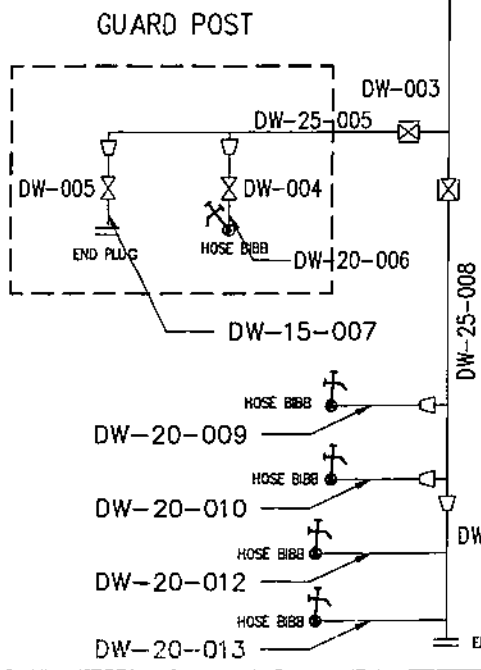 GUARD POST
DW-003
DW-25-005
DW-005
DW-004
END PLUG
HOSE BIBB
DW-20-006
DW-15-007
DW-25-008
HOSE BIBB
DW-20-009
HOSE BIBB
DW-20-010
HOSE BIBB
DW
DW-20-012
HOSE BIBB
DW-20-013